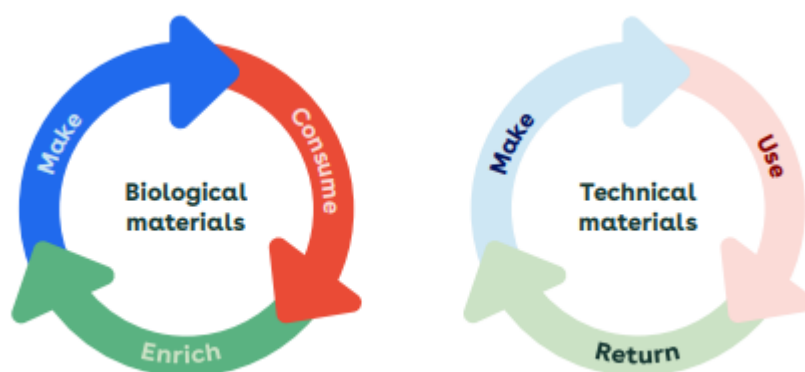 Make
Consume
Biological
materials
Enrich
Make
Use
Technical
materials
Return